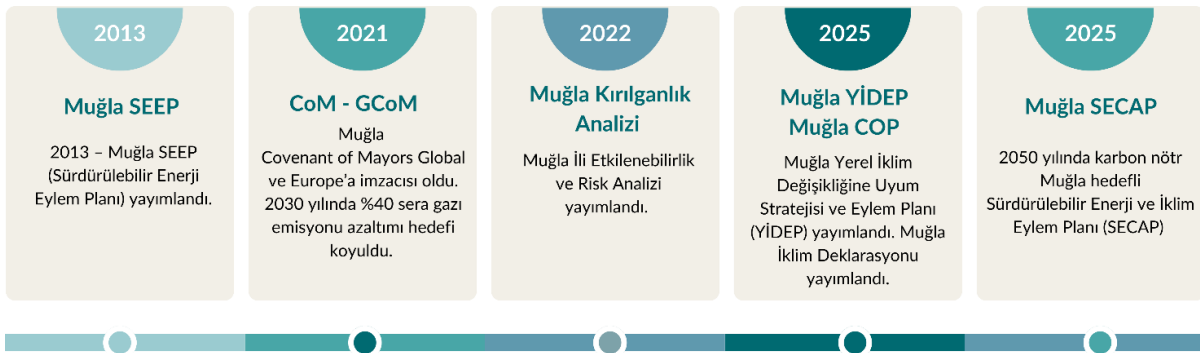 2013
Muğla SEEP
2013 – Muğla SEEP
(Sürdürülebilir Enerji
Eylem Planı) yayımlandı.
2021
CoM - GCoM
Muğla
Covenant of Mayors Global
ve Europe’a imzacısı oldu.
2030 yılında %40 sera gazı
emisyonu azaltımı hedefi
koyuldu.
2022
Muğla Kırılganlık
Analizi
Muğla İli Etkilenebilirlik
ve Risk Analizi
yayımlandı.
2025
Muğla YİDEP
Muğla COP
Muğla Yerel İklim
Değişikliğine Uyum
Stratejisi ve Eylem Planı
(YİDEP) yayımlandı. Muğla
İklim Deklarasyonu
yayımlandı.
2025
Muğla SECAP
2050 yılında karbon nötr
Muğla hedefli
Sürdürülebilir Enerji ve İklim
Eylem Planı (SECAP)